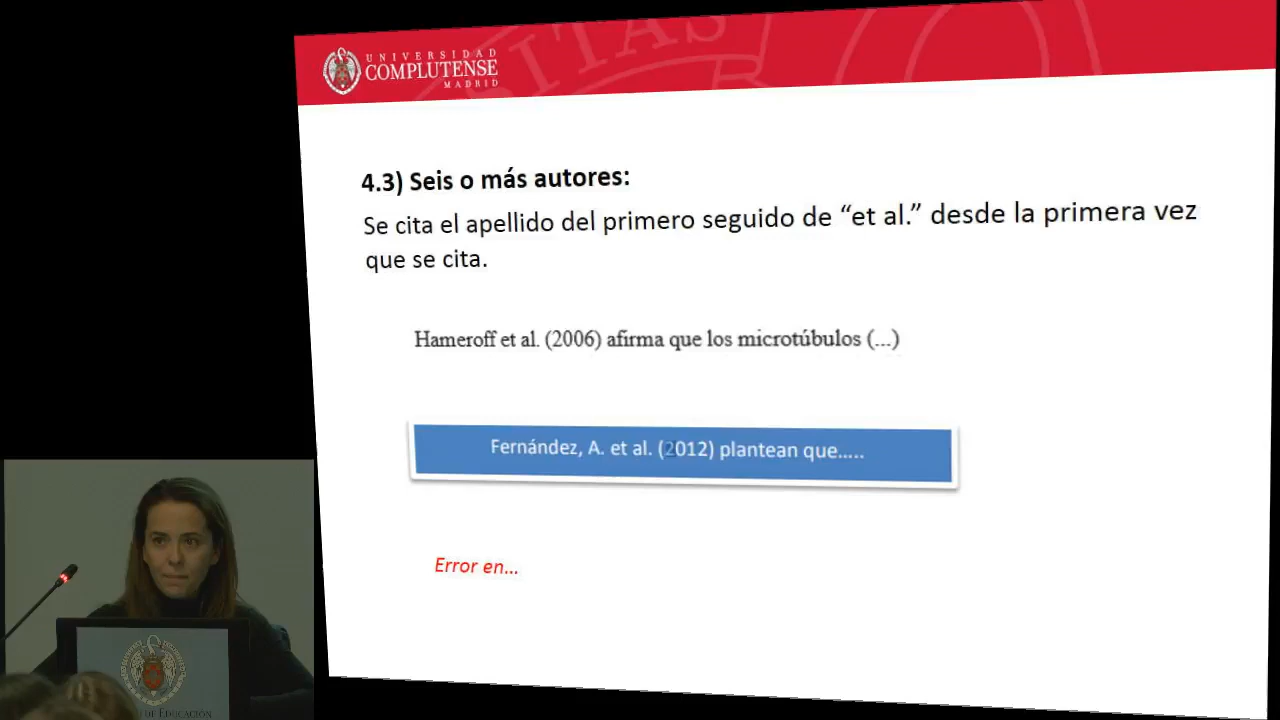 UNIVERSIDAD
COMPLUTENSE
MADRID
4.3) Seis o más autores:
Se cita el apellido del primero seguido de “et al.” desde la primera vez
que se cita.
Hameroff et al. (2006) afirma que los microtúbulos (...)
Fernández, A. et al. (2012) plantean que.....
Error en...
DE EDUCACIÓN